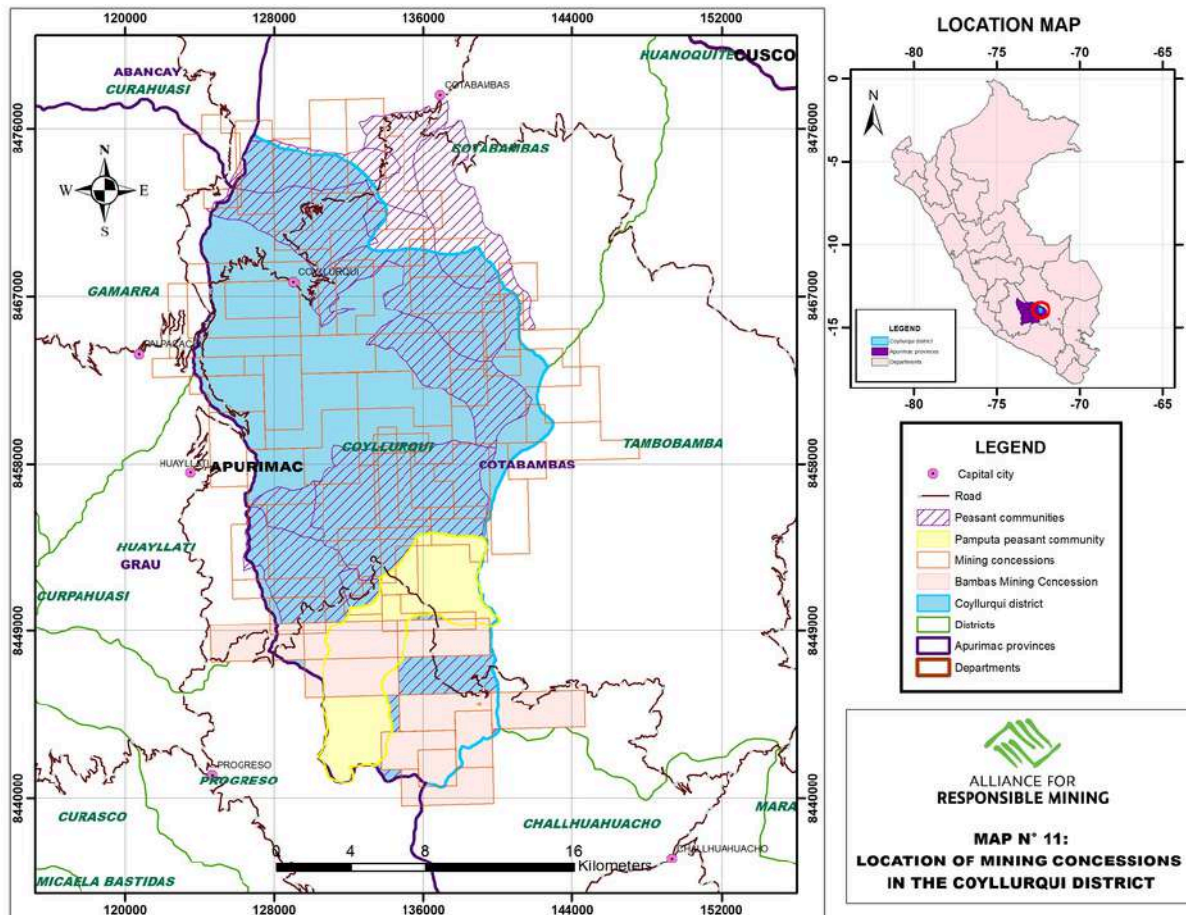 120000 128000 136000 144000 152000
8476000
8467000
8458000
8449000
8440000
ABANCAY
CURAHUASI
COTABAMBAS
HUANOQUITE
CUSCO
COTABAMBAS
N
W E
S
GAMARRA
COYLLURQUI
COYLLURQUI
TAMBOBAMBA
HUAYLLATI
APURIMAC
COTABAMBAS
HUAYLLATI
GRAU
CURPAHUASI
PROGRESO
PROGRESO
CURASCO
CHALLHUAHUACHO
MARA
CHALLHUAHUACHO
MICAELA BASTIDAS
0 4 8 16
Kilometers
8476000
8467000
8458000
8449000
8440000
120000 128000 136000 144000 152000
LOCATION MAP
-80 -75 -70 -65
0
-5
-10
-15
N
LEGEND
Coyllurqui district
Apurimac provinces
Departments
-80 -75 -70 -65
LEGEND
Capital city
Road
Peasant communities
Pamputa peasant community
Mining concessions
Bambas Mining Concession
Coyllurqui district
Districts
Apurimac provinces
Departments
ALLIANCE FOR
RESPONSIBLE MINING
MAP N° 11:
LOCATION OF MINING CONCESSIONS
IN THE COYLLURQUI DISTRICT